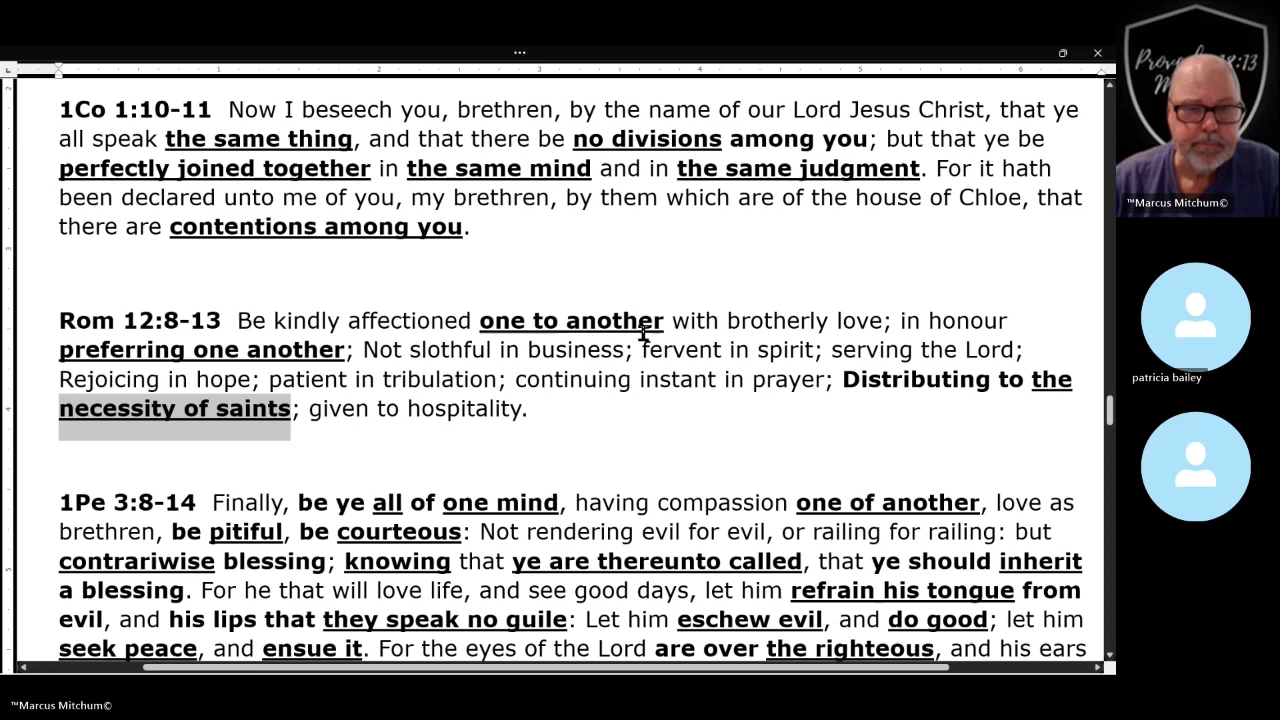 1Co 1:10-11 Now I beseech you, brethren, by the name of our Lord Jesus Christ, that ye
all speak the same thing, and that there be no divisions among you; but that ye be
perfectly joined together in the same mind and in the same judgment. For it hath
been declared unto me of you, my brethren, by them which are of the house of Chloe, that
there are contentions among you.
Rom 12:8-13 Be kindly affectioned one to another with brotherly love; in honour
preferring one another; Not slothful in business; fervent in spirit; serving the Lord;
Rejoicing in hope; patient in tribulation; continuing instant in prayer; Distributing to the
necessity of saints; given to hospitality.
1Pe 3:8-14 Finally, be ye all of one mind, having compassion one of another, love as
brethren, be pitiful, be courteous: Not rendering evil for evil, or railing for railing: but
contrariwise blessing; knowing that ye are thereunto called, that ye should inherit
a blessing. For he that will love life, and see good days, let him refrain his tongue from
evil, and his lips that they speak no guile: Let him eschew evil, and do good; let him
seek peace, and ensue it. For the eyes of the Lord are over the righteous, and his ears
1 2 3 4 5 6
2
3
4
5
:13
™Marcus Mitchum©
patricia bailey
™Marcus Mitchum©